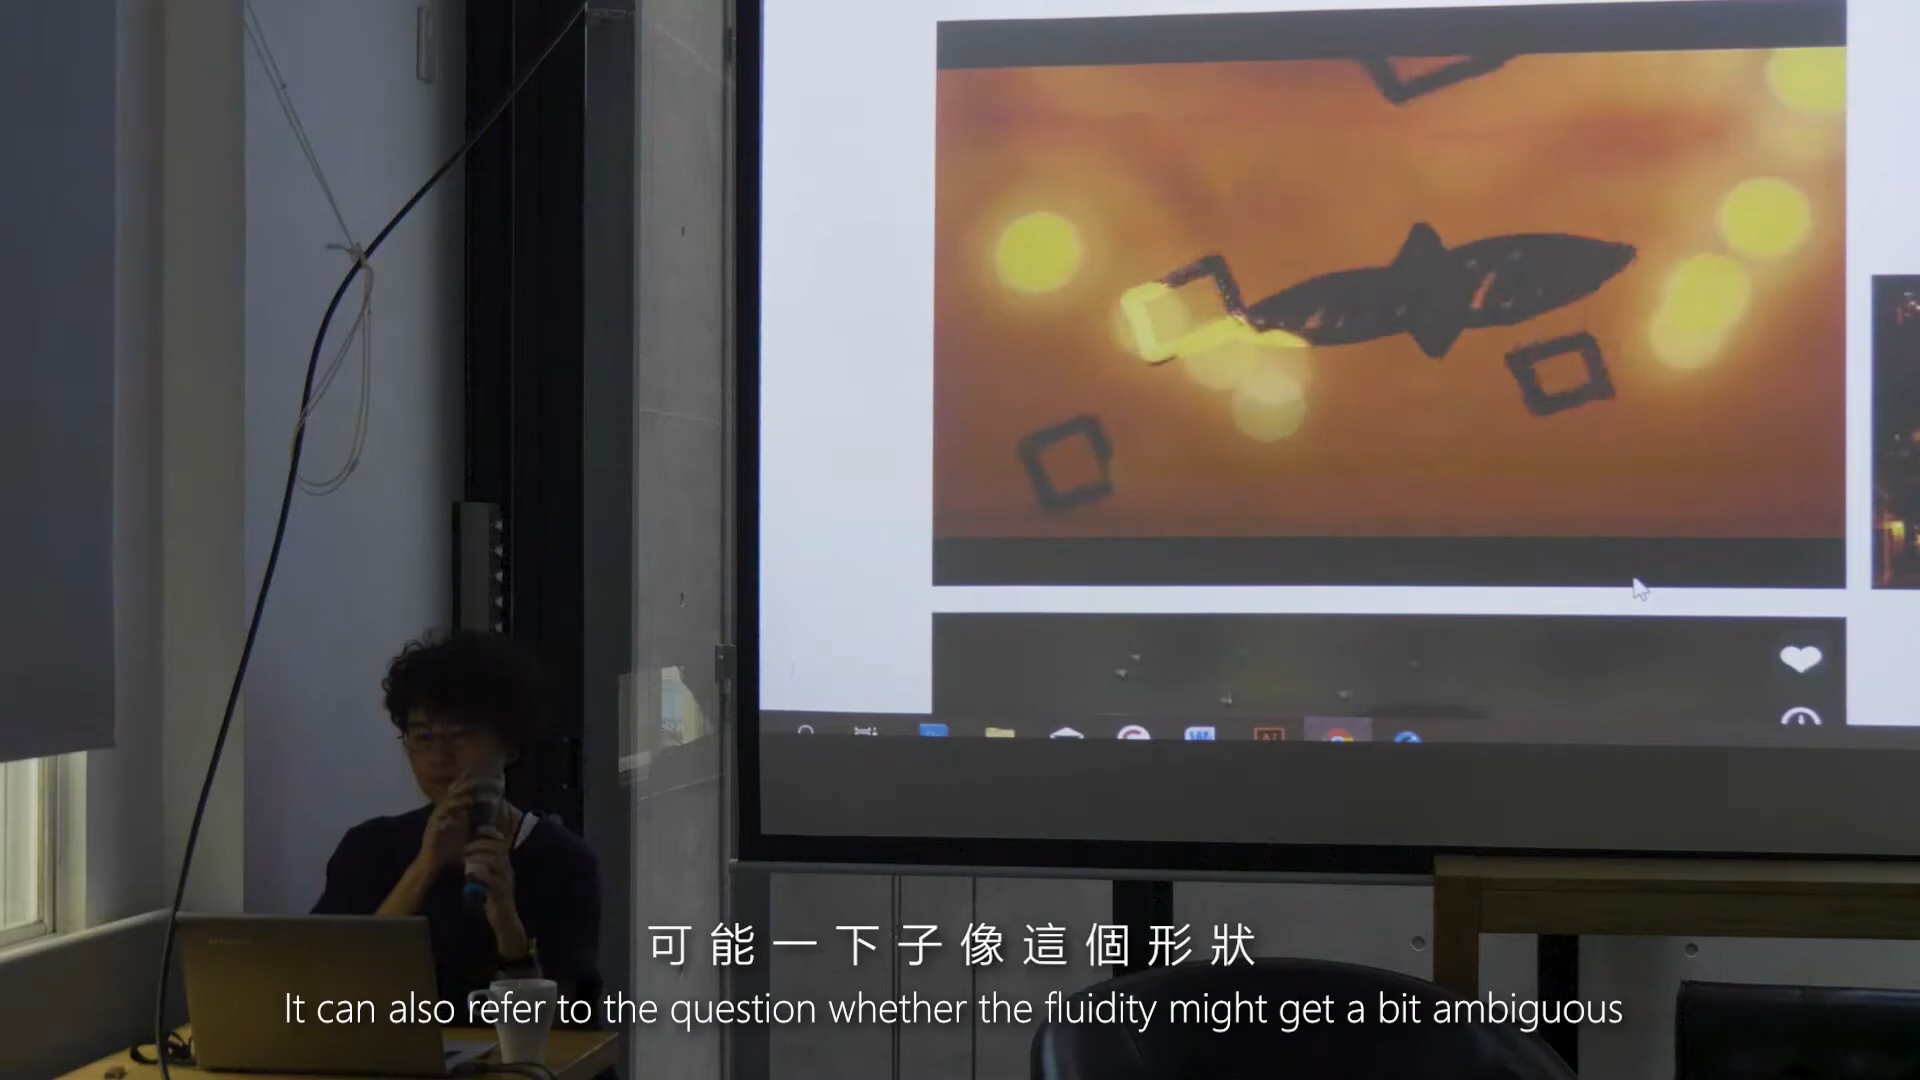 可能一下子像這個形狀
It can also refer to the question whether the fluidity might get a bit ambiguous